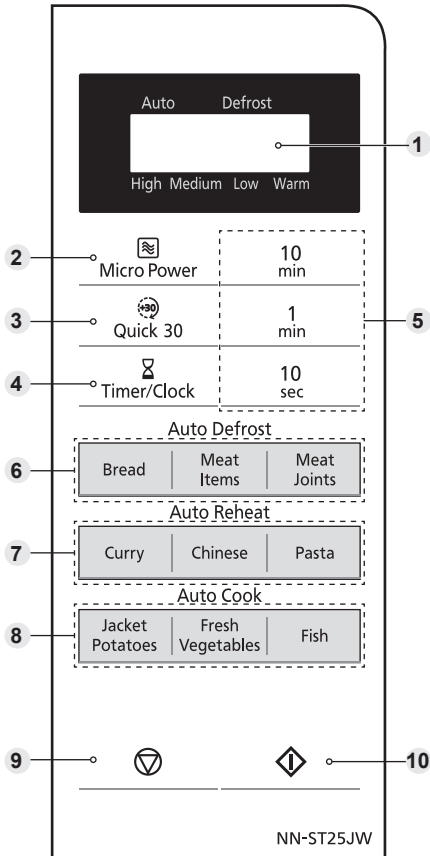 Auto Defrost
1
High Medium Low Warm
2
Micro Power
10
min
3
+30
Quick 30
1
min
5
4
Timer/Clock
10
sec
Auto Defrost
6
Bread
Meat
Items
Meat
Joints
Auto Reheat
7
Curry
Chinese
Pasta
Auto Cook
8
Jacket
Potatoes
Fresh
Vegetables
Fish
9
10
NN-ST25JW